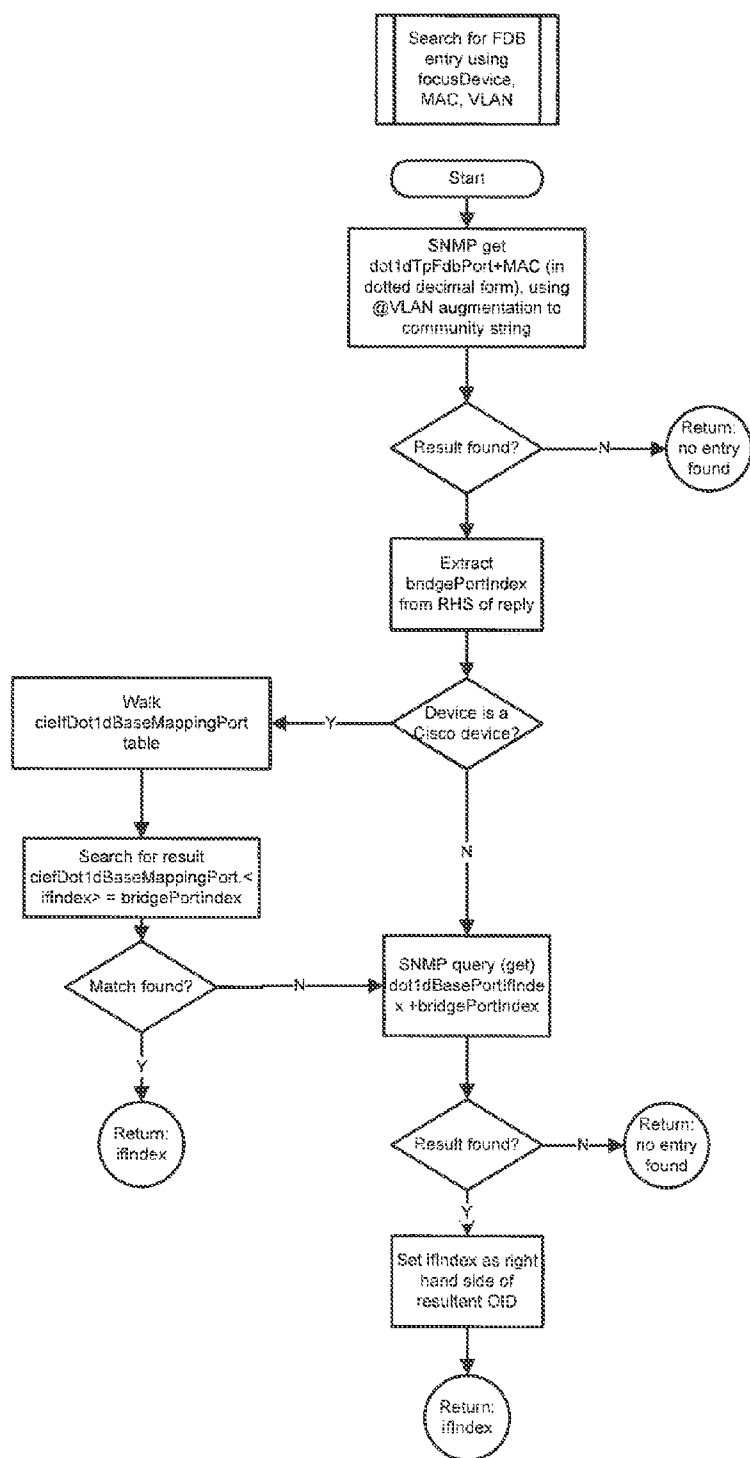 Search for FDB
entry using
focusDevice,
MAC, VLAN
Start
SNMP get
dot1dTpFdbPort+MAC (in
dotted decimal form), using
@VLAN augmentation to
community string
Result found?
N
Return:
no entry
found
Extract
bridgePortIndex
from RHS of reply
Device is a
Cisco device?
Y
Walk
cieIfDot1dBaseMappingPort
table
N
Search for result
ciefDot1dBaseMappingPort.<
ifIndex> = bridgePortIndex
Match found?
N
SNMP query (get)
dot1dBasePortIfInde
x +bridgePortIndex
Y
Return:
ifIndex
Result found?
N
Return:
no entry
found
Y
Set ifIndex as right
hand side of
resultant OID
Return:
ifIndex